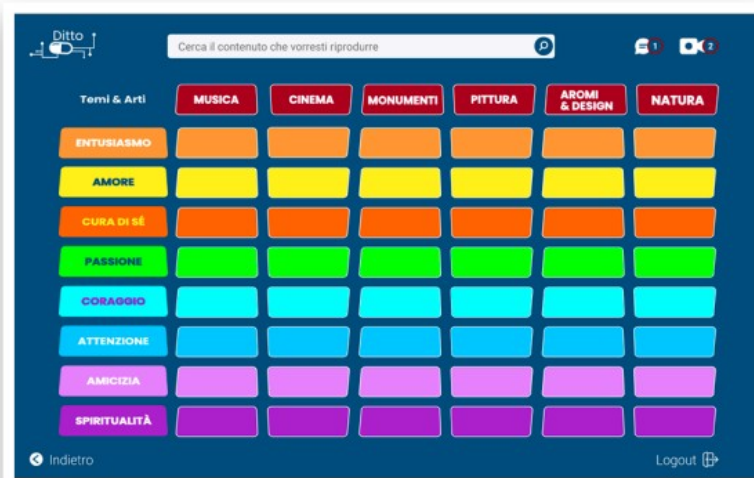 Ditto
Cerca il contenuto che vorresti riprodurre
1
2
Temi & Arti
MUSICA
CINEMA
MONUMENTI
PITTURA
AROMI
& DESIGN
NATURA
ENTUSIASMO
AMORE
CURA DI SÉ
PASSIONE
CORAGGIO
ATTENZIONE
AMICIZIA
SPIRITUALITÀ
Indietro
Logout